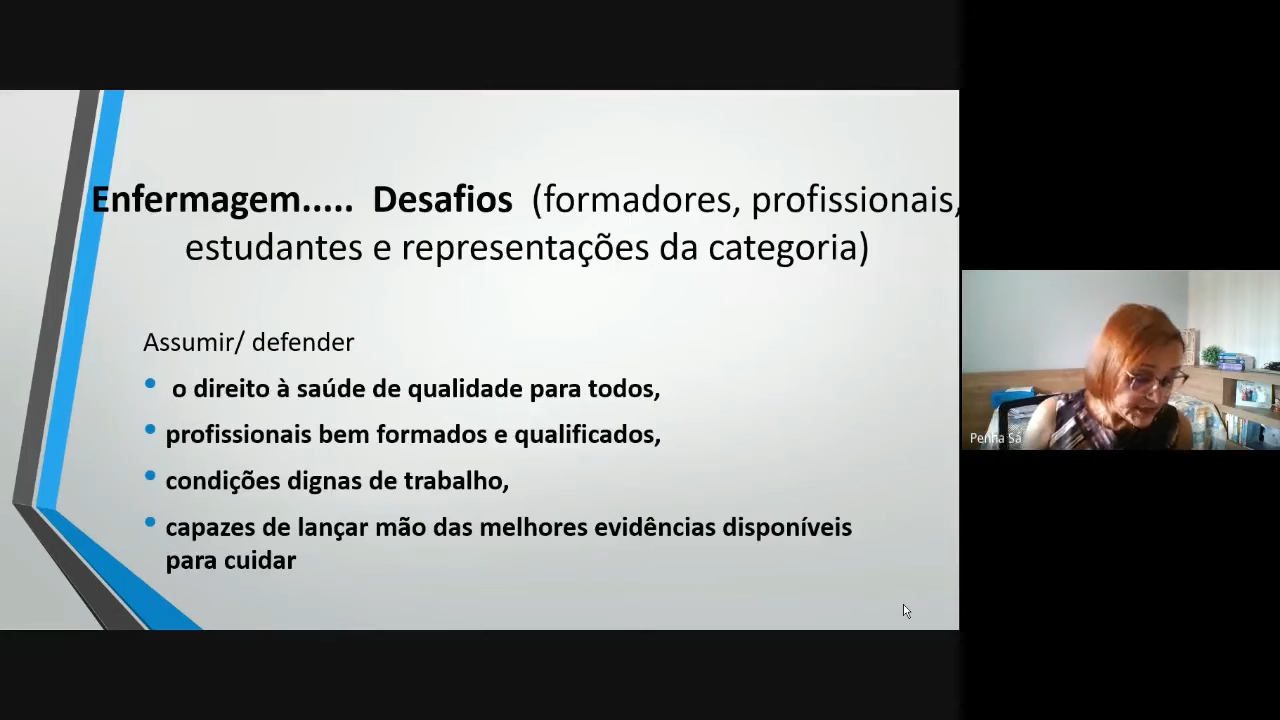 Enfermagem..... Desafios (formadores, profissionais,
estudantes e representações da categoria)
Assumir/ defender
• o direito à saúde de qualidade para todos,
• profissionais bem formados e qualificados,
• condições dignas de trabalho,
• capazes de lançar mão das melhores evidências disponíveis
para cuidar
Penha Sá